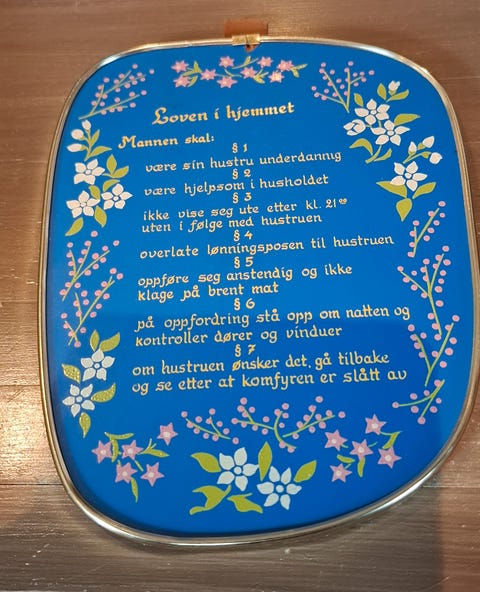 Loven i hjemmet
Mannen skal:
§ 1
være sin hustru underdanig
§ 2
være hjelpsom i husholdet
§ 3
ikke vise seg ute etter kl. 21⁰⁰
uten i følge med hustruen
§ 4
overlate lønningsposen til hustruen
§ 5
oppføre seg anstendig og ikke
klage på brent mat
§ 6
på oppfordring stå opp om natten og
kontroller dører og vinduer
§ 7
om hustruen ønsker det, gå tilbake
og se etter at komfyren er slått av